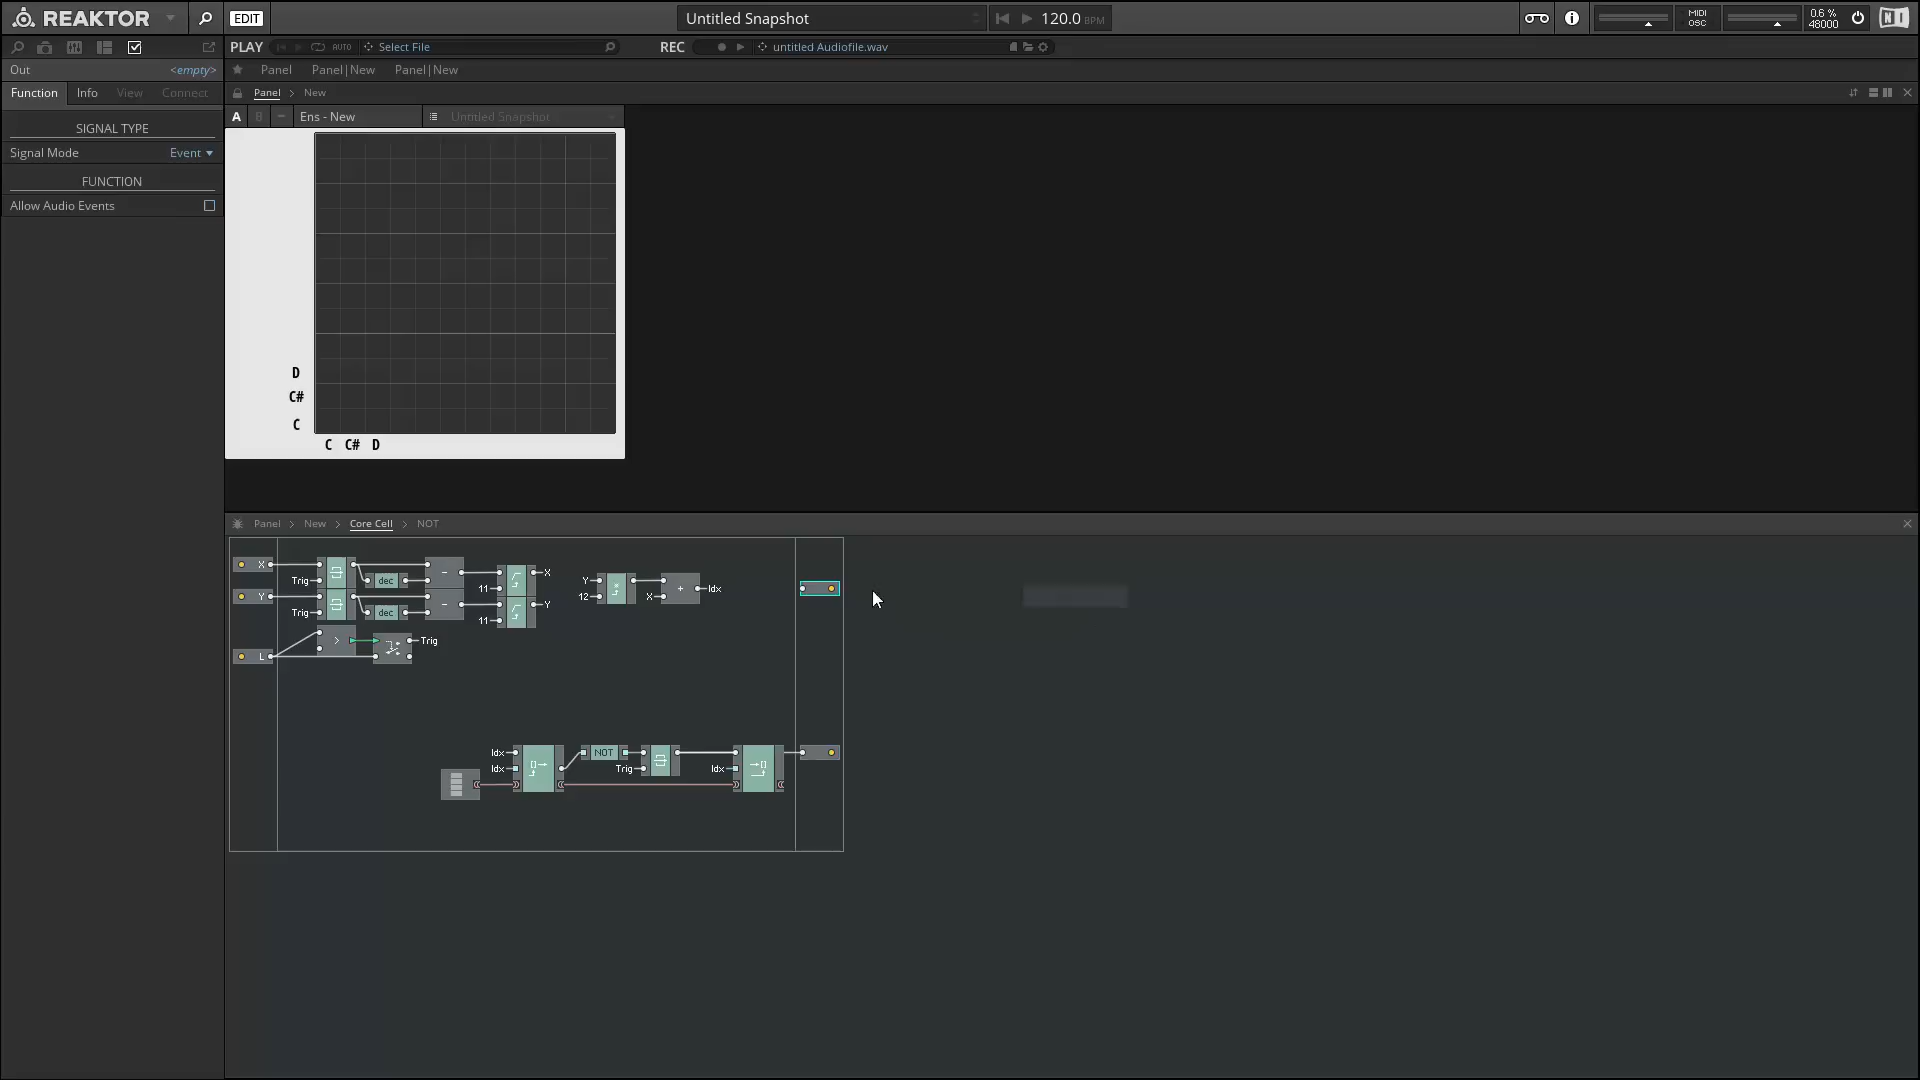 REAKTOR EDIT Untitled Snapshot 120.0 BPM MIDI OSC 0.6 % 48000
PLAY AUTO Select File REC untitled Audiofile.wav
Out <empty> Panel Panel|New Panel|New
Function Info View Connect Panel > New
A B Ens - New Untitled Snapshot
SIGNAL TYPE
Signal Mode Event
FUNCTION
Allow Audio Events
D
C#
C
C C# D
Panel > New > Core Cell > NOT
X
Trig dec - X Y
11
*
12 X + Idx
Y
Trig dec - Y
11
L > Trig
Idx NOT
Idx Trig Idx